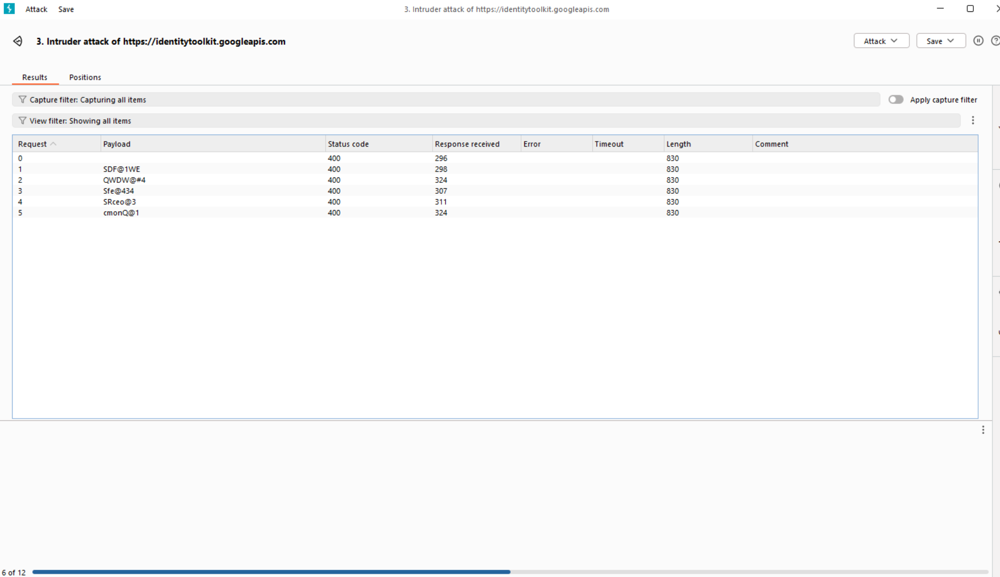 Attack Save 3. Intruder attack of https://identitytoolkit.googleapis.com
3. Intruder attack of https://identitytoolkit.googleapis.com Attack Save
Results Positions
Capture filter: Capturing all items Apply capture filter
View filter: Showing all items
Request Payload Status code Response received Error Timeout Length Comment
0 400 296 830
1 SDF@1WE 400 298 830
2 QWDW@#4 400 324 830
3 Sfe@434 400 307 830
4 SRceo@3 400 311 830
5 cmonQ@1 400 324 830
6 of 12